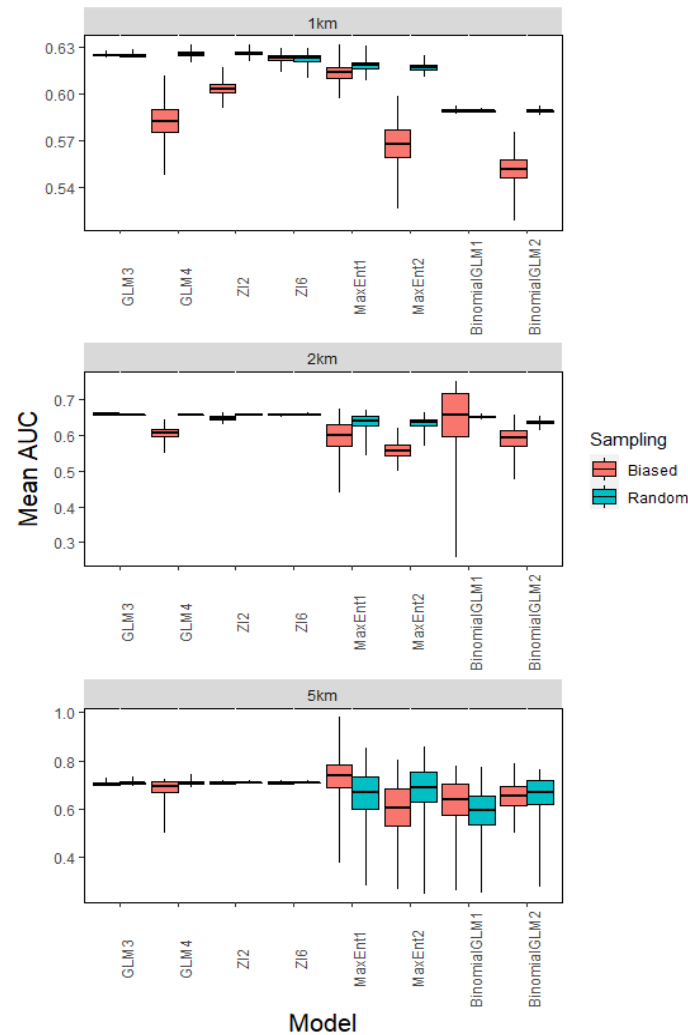 1km
0.63
0.60
0.57
0.54
GLM3
GLM4
ZI2
ZI6
MaxEnt1
MaxEnt2
BinomialGLM1
BinomialGLM2
2km
0.7
0.6
0.5
0.4
0.3
GLM3
GLM4
ZI2
ZI6
MaxEnt1
MaxEnt2
BinomialGLM1
BinomialGLM2
Mean AUC
Sampling
Biased
Random
5km
1.0
0.8
0.6
0.4
GLM3
GLM4
ZI2
ZI6
MaxEnt1
MaxEnt2
BinomialGLM1
BinomialGLM2
Model